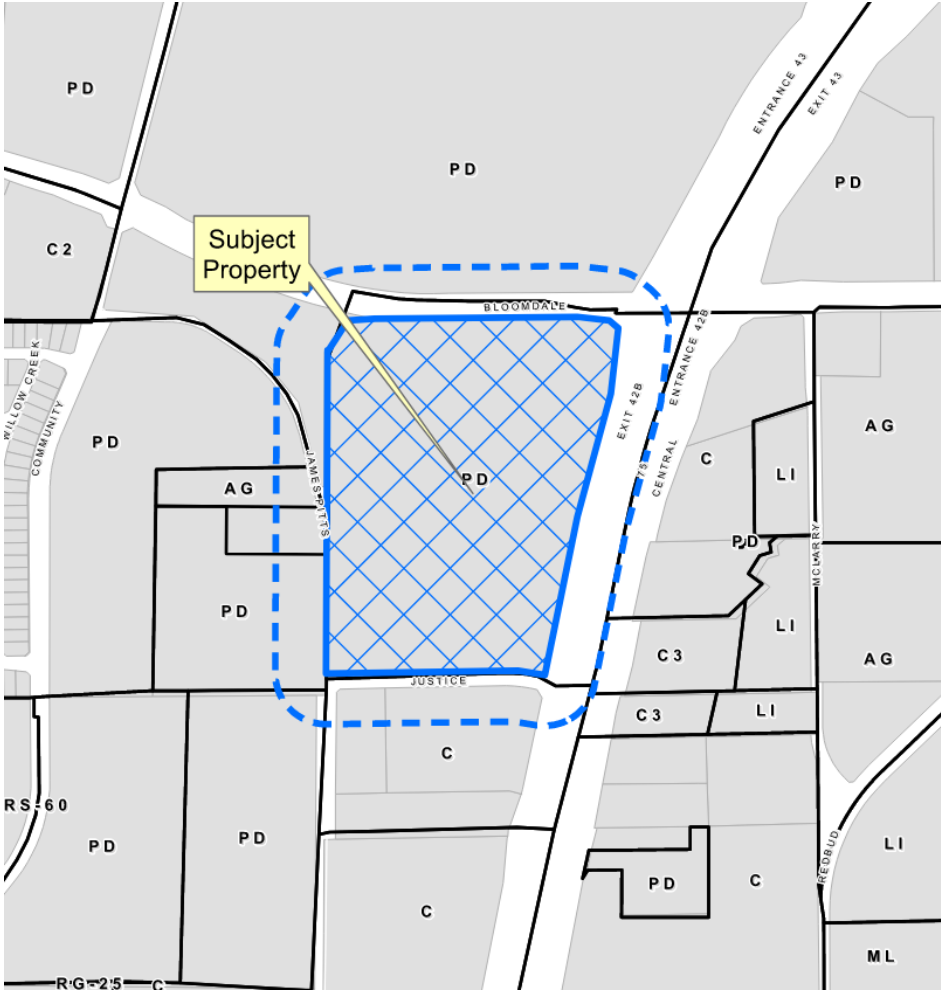 ENTRANCE 43
EXIT 43
PD
PD
PD
C2
Subject
Property
BLOOMDALE
ENTRANCE 42B
EXIT 42B
WILLOW CREEK
COMMUNITY
PD
JAMES PITTS
AG
PD
75
CENTRAL
C
LI
AG
PD
MCLARRY
PD
LI
C3
AG
JUSTICE
C3
LI
C
RS-60
PD
PD
C
PD
C
REDBUD
LI
ML
RG-25
C